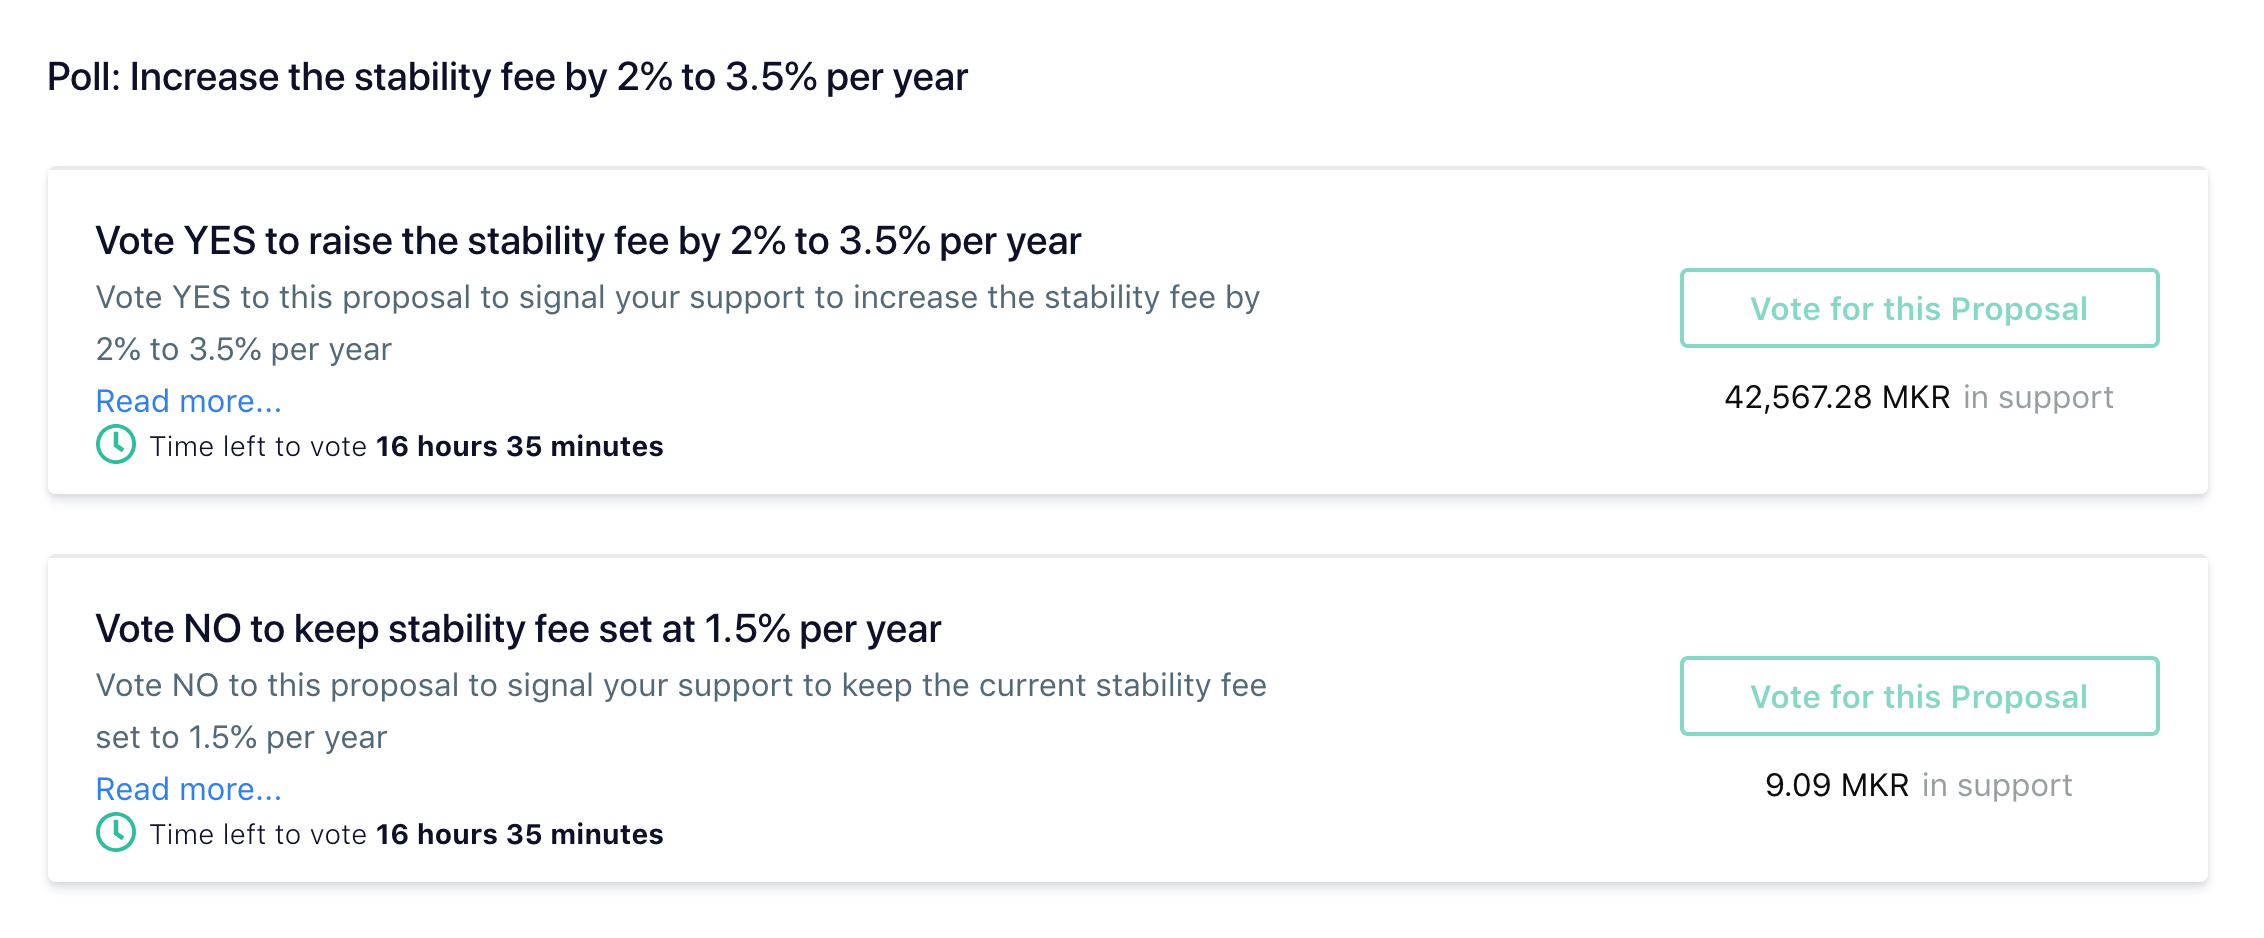 Poll: Increase the stability fee by 2% to 3.5% per year
Vote YES to raise the stability fee by 2% to 3.5% per year
Vote YES to this proposal to signal your support to increase the stability fee by
2% to 3.5% per year
Read more...
Time left to vote 16 hours 35 minutes
Vote for this Proposal
42,567.28 MKR in support
Vote NO to keep stability fee set at 1.5% per year
Vote NO to this proposal to signal your support to keep the current stability fee
set to 1.5% per year
Read more...
Time left to vote 16 hours 35 minutes
Vote for this Proposal
9.09 MKR in support